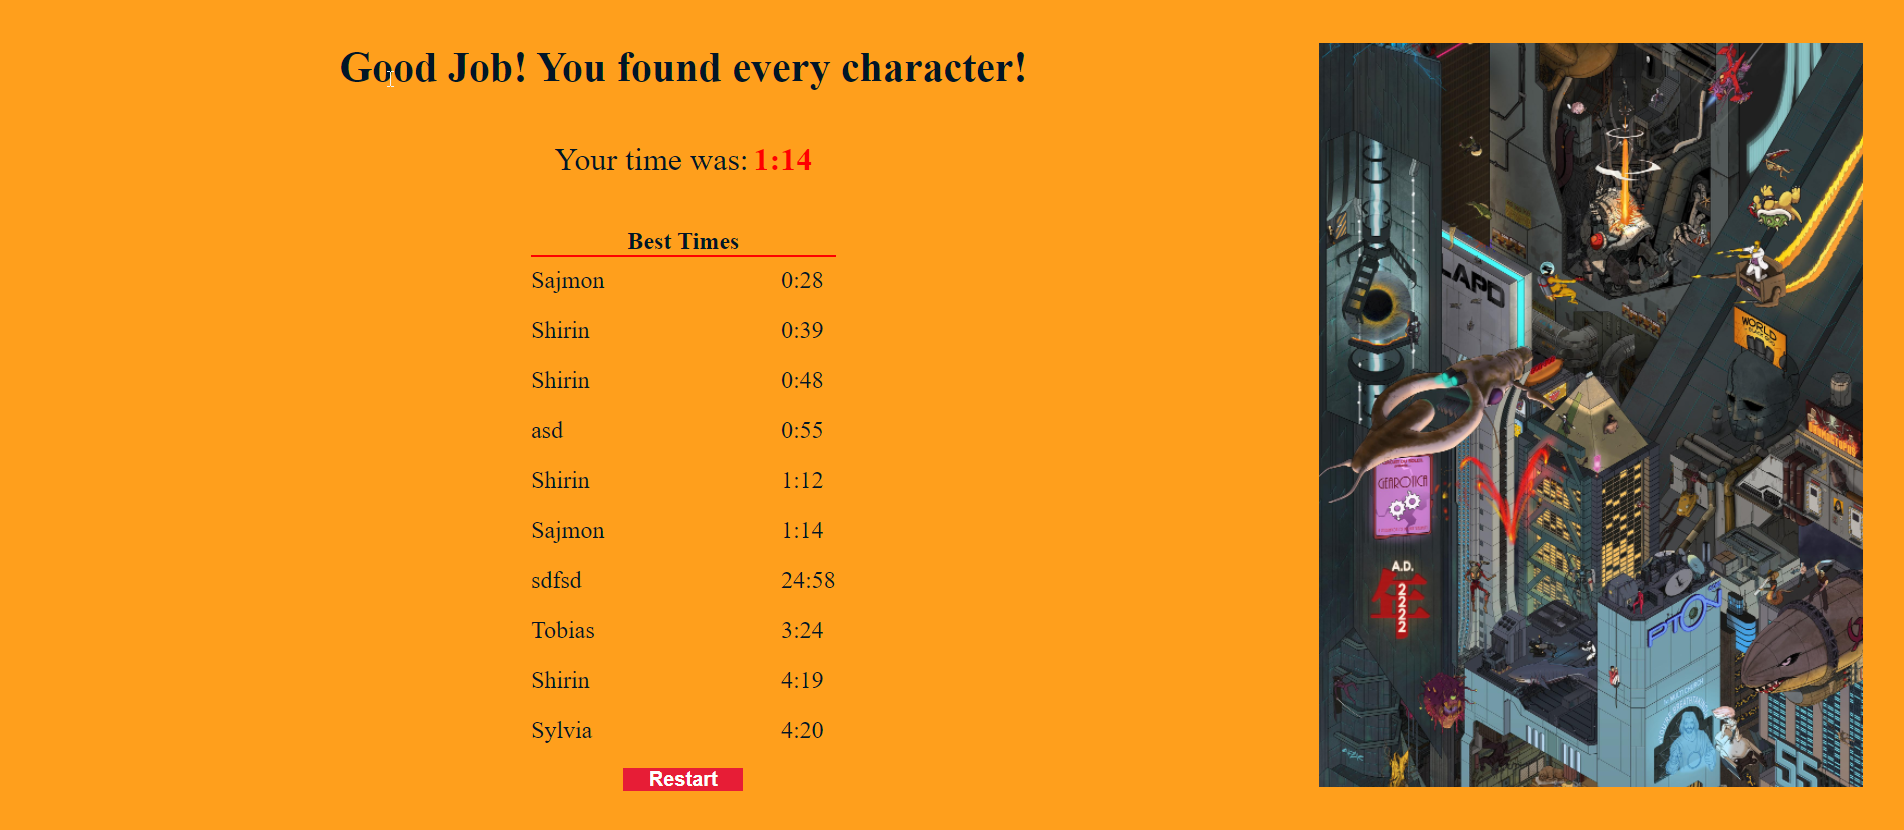 Good Job! You found every character!
Your time was: 1:14
Best Times
Sajmon 0:28
Shirin 0:39
Shirin 0:48
asd 0:55
Shirin 1:12
Sajmon 1:14
sdfsd 24:58
Tobias 3:24
Shirin 4:19
Sylvia 4:20
Restart
LAPD
WORLD
GEAROTICA
A.D.
年
2222
PTON
55